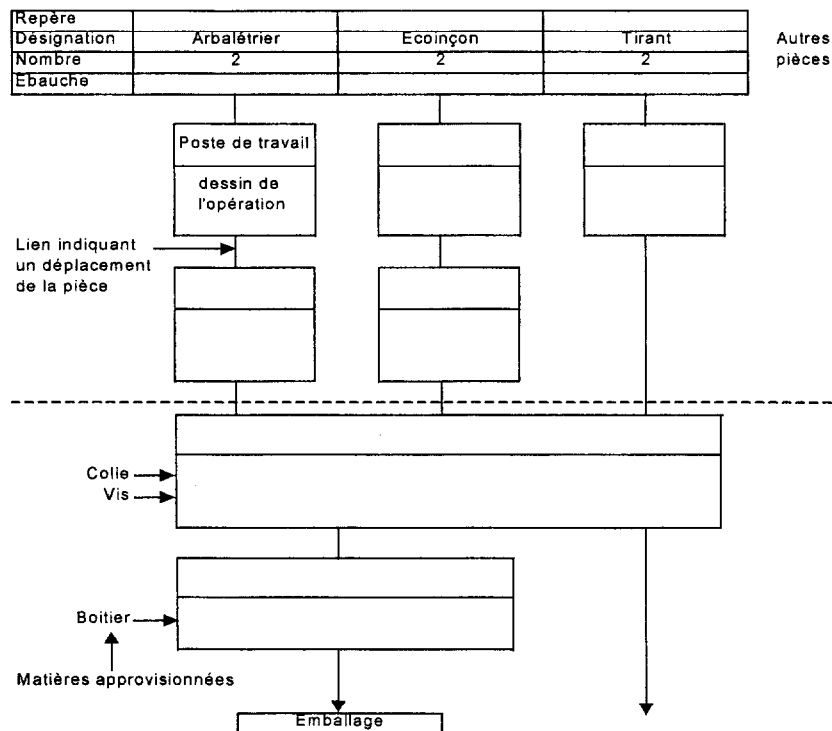 Repère
Désignation Arbalétrier Ecoinçon Tirant Autres
Nombre 2 2 2 pièces
Ebauche
Poste de travail
dessin de
l'opération
Lien indiquant
un déplacement
de la pièce
Colle
Vis
Boitier
Matières approvisionnées
Emballage